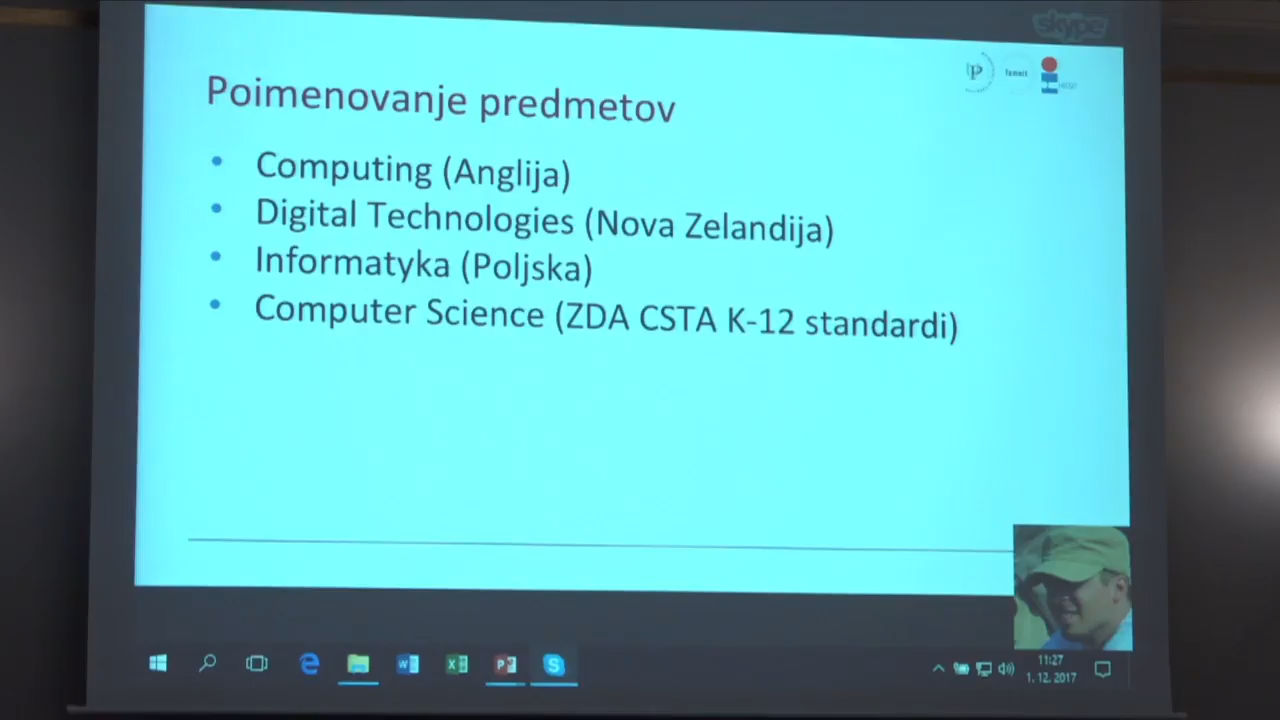 skype
Poimenovanje predmetov
• Computing (Anglija)
• Digital Technologies (Nova Zelandija)
• Informatyka (Poljska)
• Computer Science (ZDA CSTA K-12 standardi)
11:27
1. 12. 2017